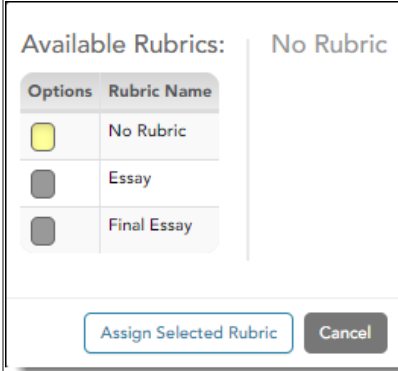 Available Rubrics:
No Rubric
Options Rubric Name
No Rubric
Essay
Final Essay
Assign Selected Rubric
Cancel